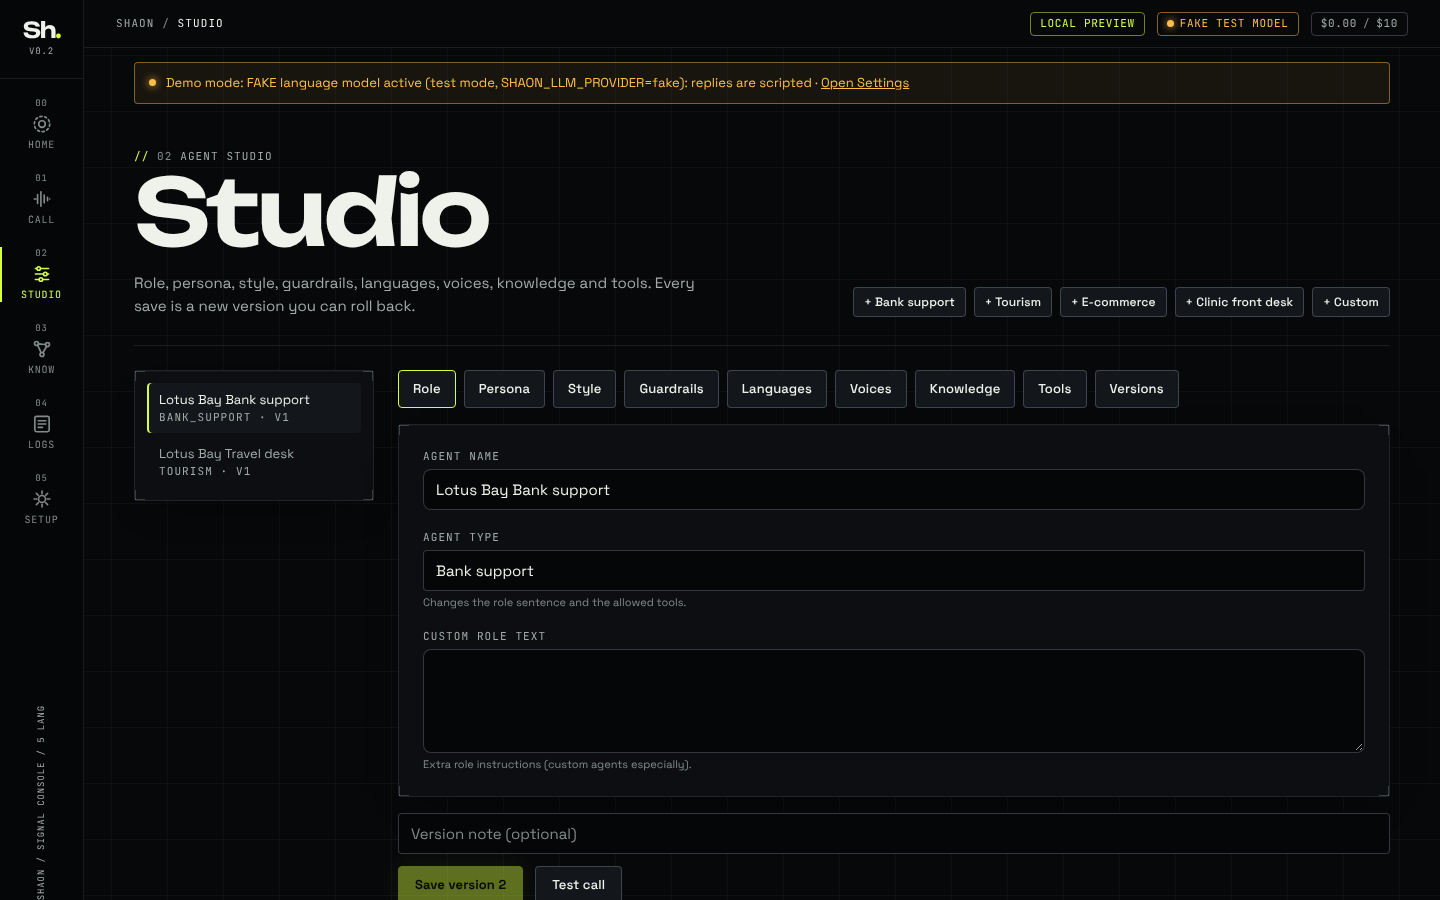 Sh.
V0.2
SHAON / STUDIO
LOCAL PREVIEW
FAKE TEST MODEL
$0.00 / $10
00
HOME
01
CALL
02
STUDIO
03
KNOW
04
LOGS
05
SETUP
SHAON / SIGNAL CONSOLE / 5 LANG
Demo mode: FAKE language model active (test mode, SHAON_LLM_PROVIDER=fake): replies are scripted · Open Settings
// 02 AGENT STUDIO
Studio
Role, persona, style, guardrails, languages, voices, knowledge and tools. Every
save is a new version you can roll back.
+ Bank support
+ Tourism
+ E-commerce
+ Clinic front desk
+ Custom
Lotus Bay Bank support
BANK_SUPPORT · V1
Lotus Bay Travel desk
TOURISM · V1
Role
Persona
Style
Guardrails
Languages
Voices
Knowledge
Tools
Versions
AGENT NAME
Lotus Bay Bank support
AGENT TYPE
Bank support
Changes the role sentence and the allowed tools.
CUSTOM ROLE TEXT
Extra role instructions (custom agents especially).
Version note (optional)
Save version 2
Test call